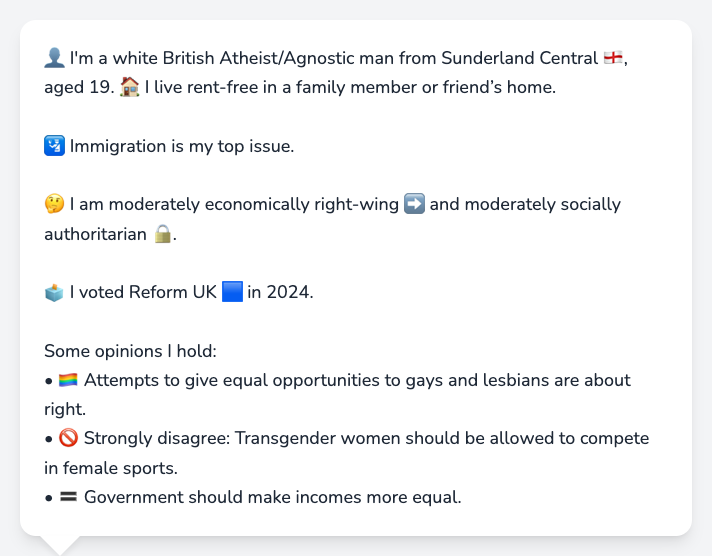 👤 I'm a white British Atheist/Agnostic man from Sunderland Central 🏴󠁧󠁢󠁥󠁮󠁧󠁿,
aged 19. 🏠 I live rent-free in a family member or friend’s home.
🛂 Immigration is my top issue.
🤔 I am moderately economically right-wing ➡️ and moderately socially
authoritarian 🔒.
🗳️ I voted Reform UK 🟦 in 2024.
Some opinions I hold:
• 🏳️‍🌈 Attempts to give equal opportunities to gays and lesbians are about
right.
• 🚫 Strongly disagree: Transgender women should be allowed to compete
in female sports.
• 🟰 Government should make incomes more equal.